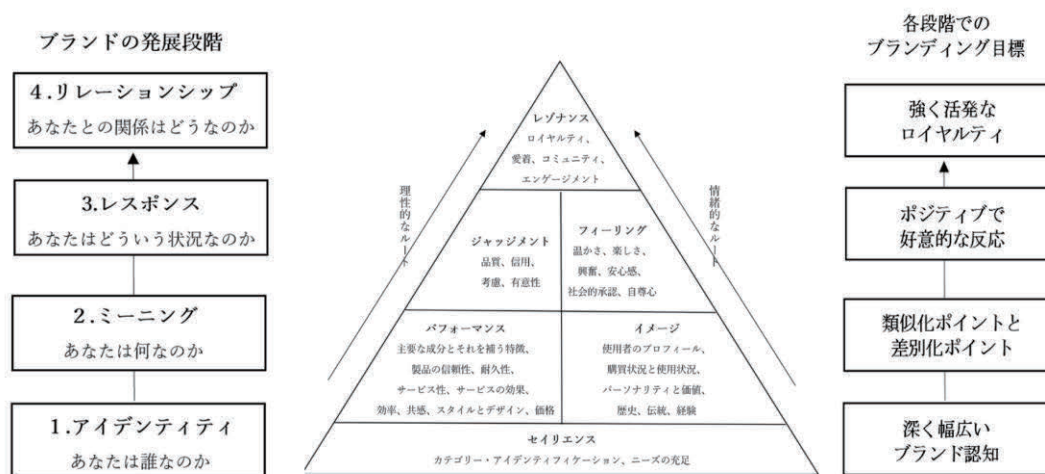 ブランドの発展段階
4.リレーションシップ
あなたとの関係はどうなのか
3.レスポンス
あなたはどういう状況なのか
2.ミーニング
あなたは何なのか
1.アイデンティティ
あなたは誰なのか
理性的なルート
レゾナンス
ロイヤルティ、
愛着、コミュニティ、
エンゲージメント
ジャッジメント
品質、信用、
考慮、有意性
フィーリング
温かさ、楽しさ、
興奮、安心感、
社会的承認、自尊心
パフォーマンス
主要な成分とそれを補う特徴、
製品の信頼性、耐久性、
サービス性、サービスの効果、
効率、共感、スタイルとデザイン、価格
イメージ
使用者のプロフィール、
購買状況と使用状況、
パーソナリティと価値、
歴史、伝統、経験
セイリエンス
カテゴリー・アイデンティフィケーション、ニーズの充足
情緒的なルート
各段階での
ブランディング目標
強く活発な
ロイヤルティ
ポジティブで
好意的な反応
類似化ポイントと
差別化ポイント
深く幅広い
ブランド認知